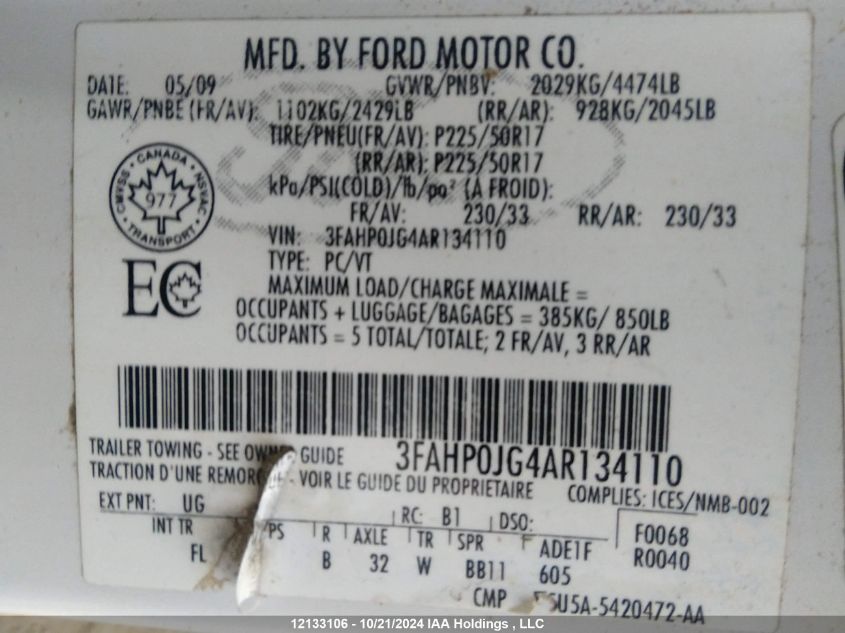 MFD. BY FORD MOTOR CO.
DATE: 05/09 GVWR/PNBV: 2029KG/4474LB
GAWR/PNBE (FR/AV): 1102KG/2429LB (RR/AR): 928KG/2045LB
TIRE/PNEU(FR/AV): P225/50R17
(RR/AR): P225/50R17
kPa/PSI(COLD)/lb/po² (A FROID):
FR/AV: 230/33 RR/AR: 230/33
VIN: 3FAHP0JG4AR134110
TYPE: PC/VT
MAXIMUM LOAD/CHARGE MAXIMALE =
OCCUPANTS + LUGGAGE/BAGAGES = 385KG/ 850LB
OCCUPANTS = 5 TOTAL/TOTALE; 2 FR/AV, 3 RR/AR
CANADA
CMVSS 977 NSVAC
TRANSPORT
EC
3FAHP0JG4AR134110
TRAILER TOWING - SEE GUIDE
TRACTION D'UNE - VOIR LE GUIDE DU PROPRIETAIRE
COMPLIES: ICES/NMB-002
EXT PNT: UG RC: B1 DSO: F0068
INT TR PS R AXLE TR SPR ADE1F R0040
FL B 32 W BB11 605
CMP 5U5A-5420472-AA
12133106 - 10/21/2024 IAA Holdings , LLC